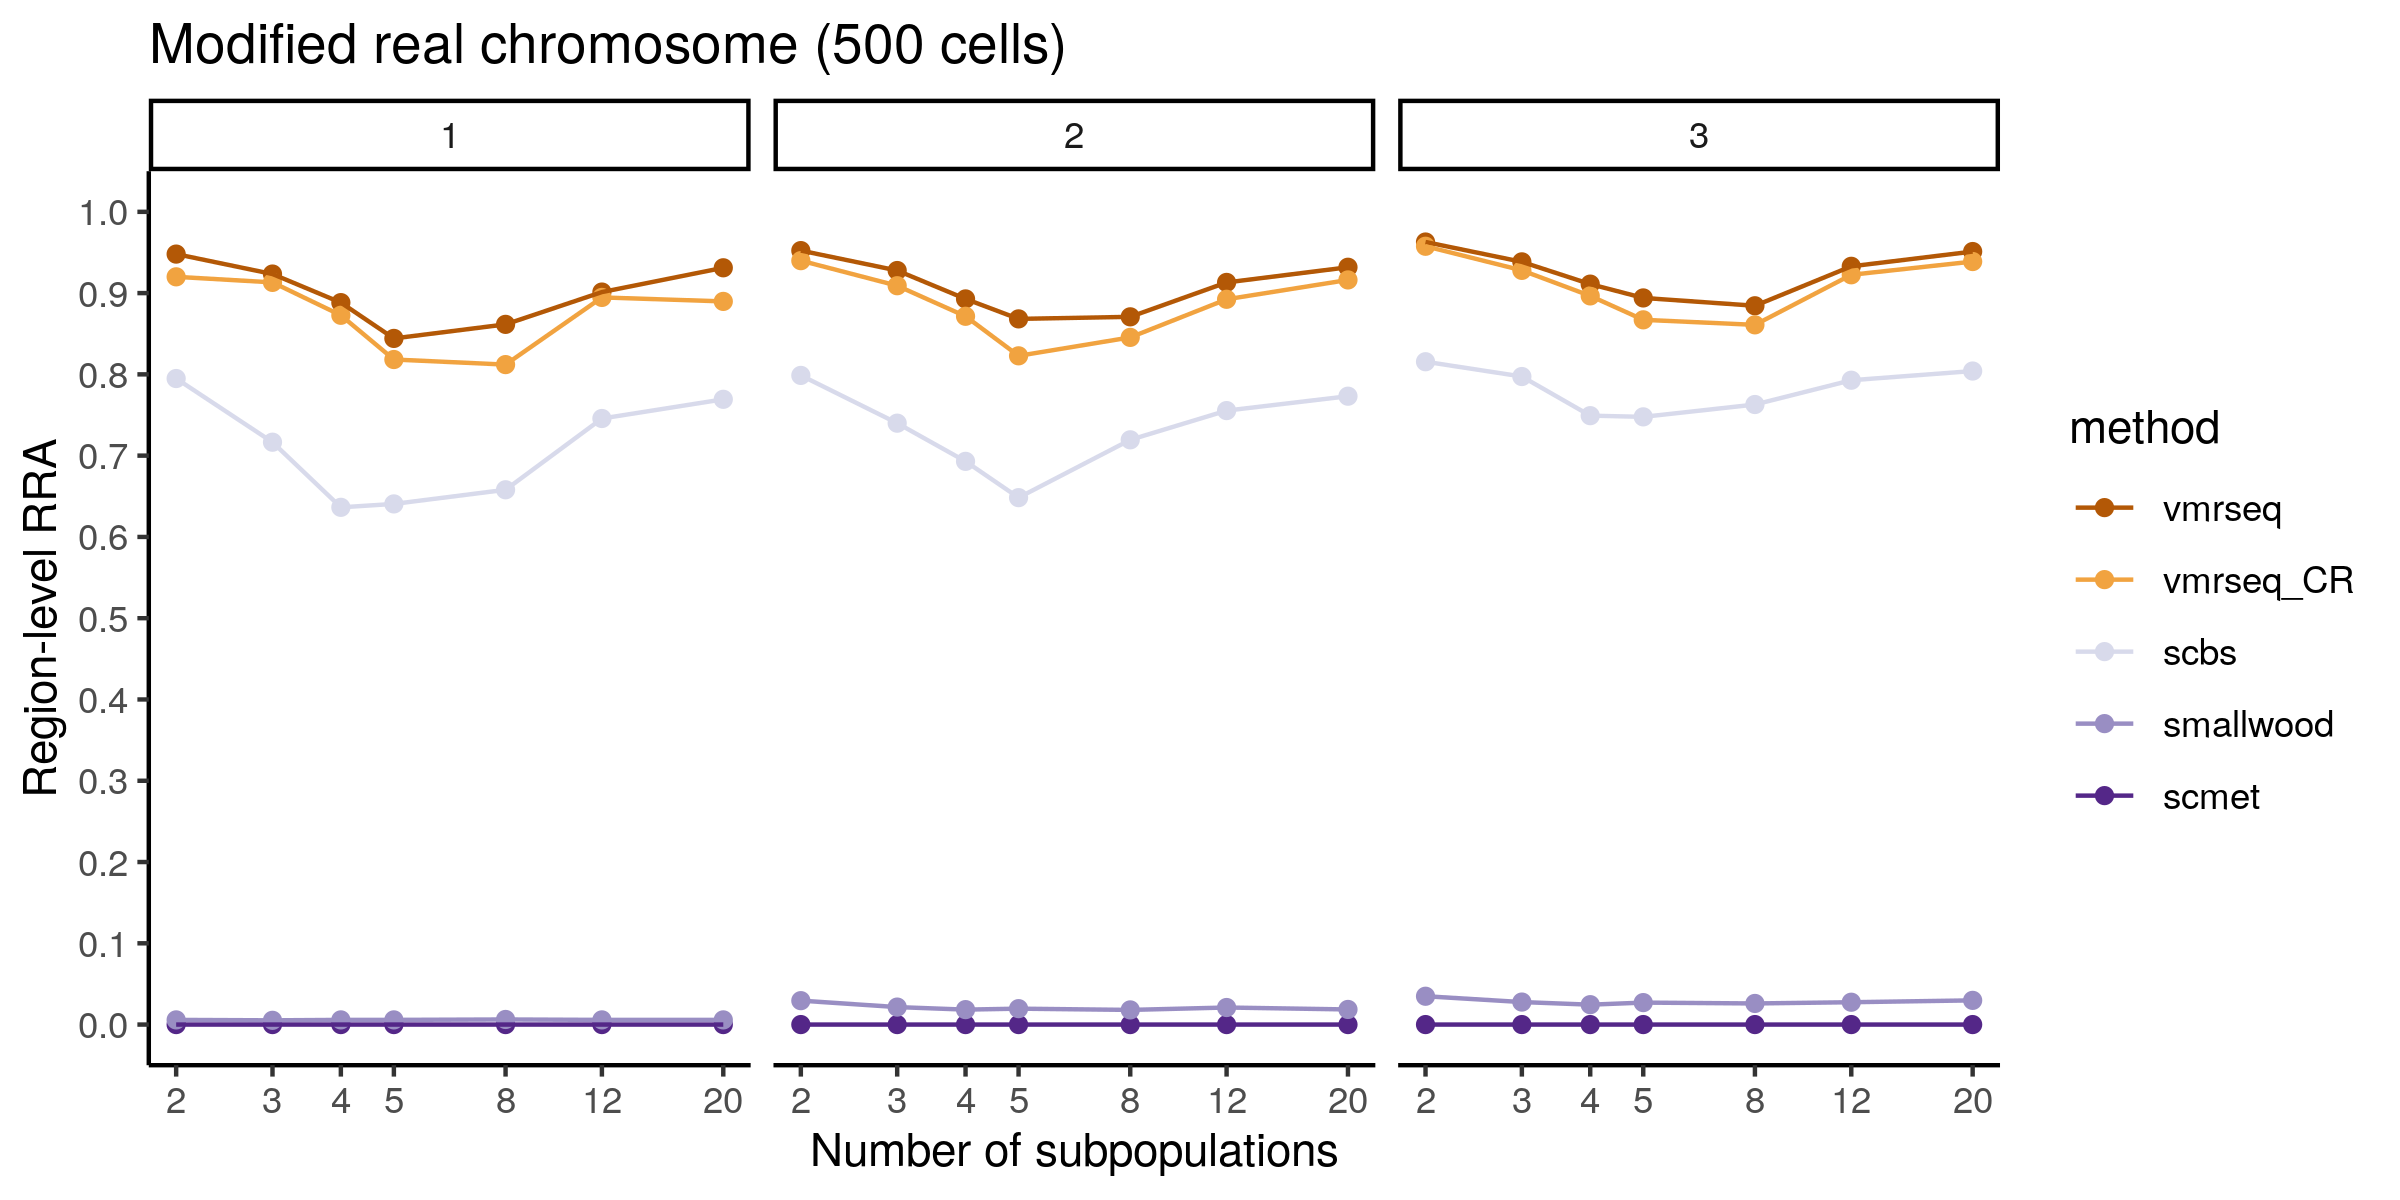 Modified real chromosome (500 cells)
1 2 3
1.0
0.9
0.8
0.7
0.6
0.5
0.4
0.3
0.2
0.1
0.0
Region-level RRA
2 3 4 5 8 12 20 2 3 4 5 8 12 20 2 3 4 5 8 12 20
Number of subpopulations
method
vmrseq
vmrseq_CR
scbs
smallwood
scmet